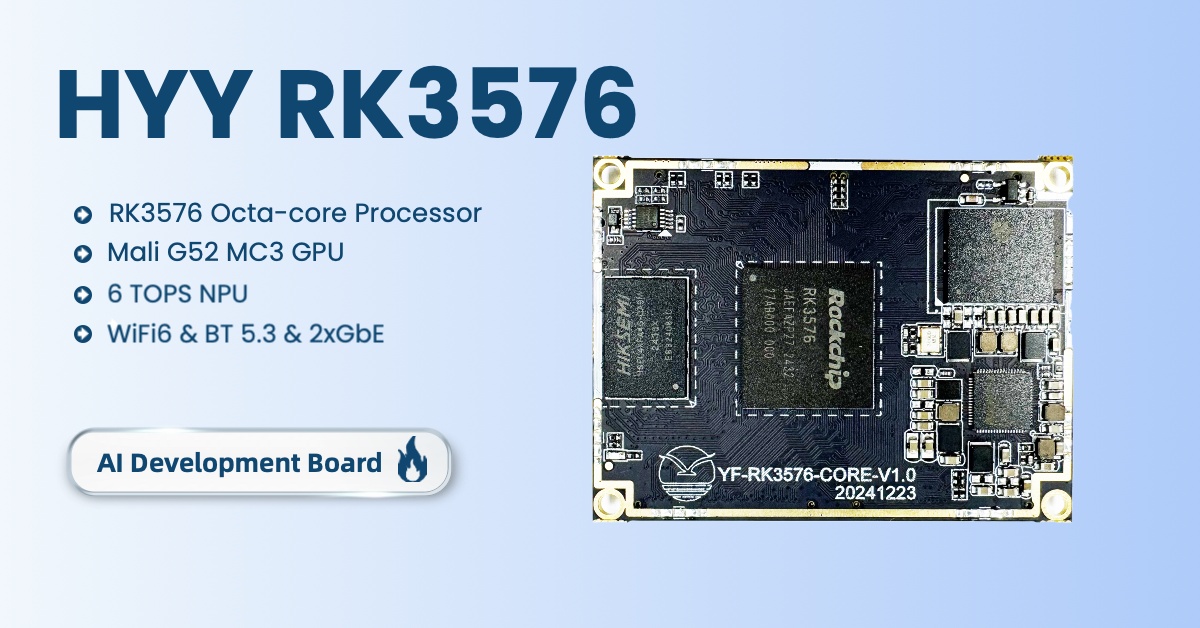 HYY RK3576
RK3576 Octa-core Processor
Mali G52 MC3 GPU
6 TOPS NPU
WiFi6 & BT 5.3 & 2xGbE
AI Development Board
HIKSEMI
2433K
Rockchip
RK3576
YF-RK3576-CORE-V1.0
20241223